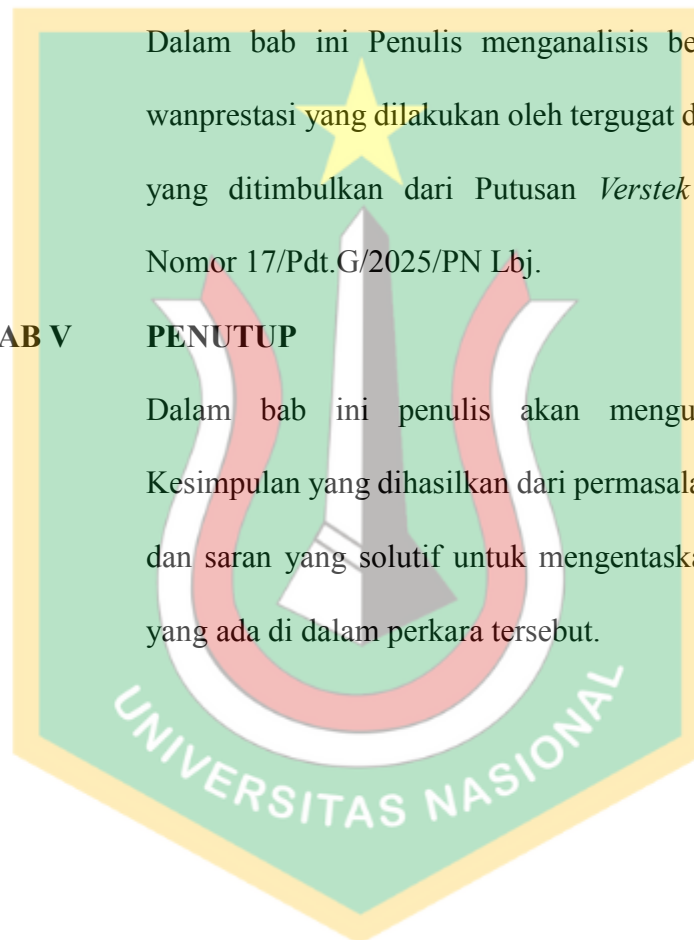 Dalam bab ini Penulis menganalisis be
wanprestasi yang dilakukan oleh tergugat d
yang ditimbulkan dari Putusan Verstek
Nomor 17/Pdt.G/2025/PN Lbj.
AB V PENUTUP
Dalam bab ini penulis akan mengu
Kesimpulan yang dihasilkan dari permasala
dan saran yang solutif untuk mengentaska
yang ada di dalam perkara tersebut.
UNIVERSITAS NASIONAL